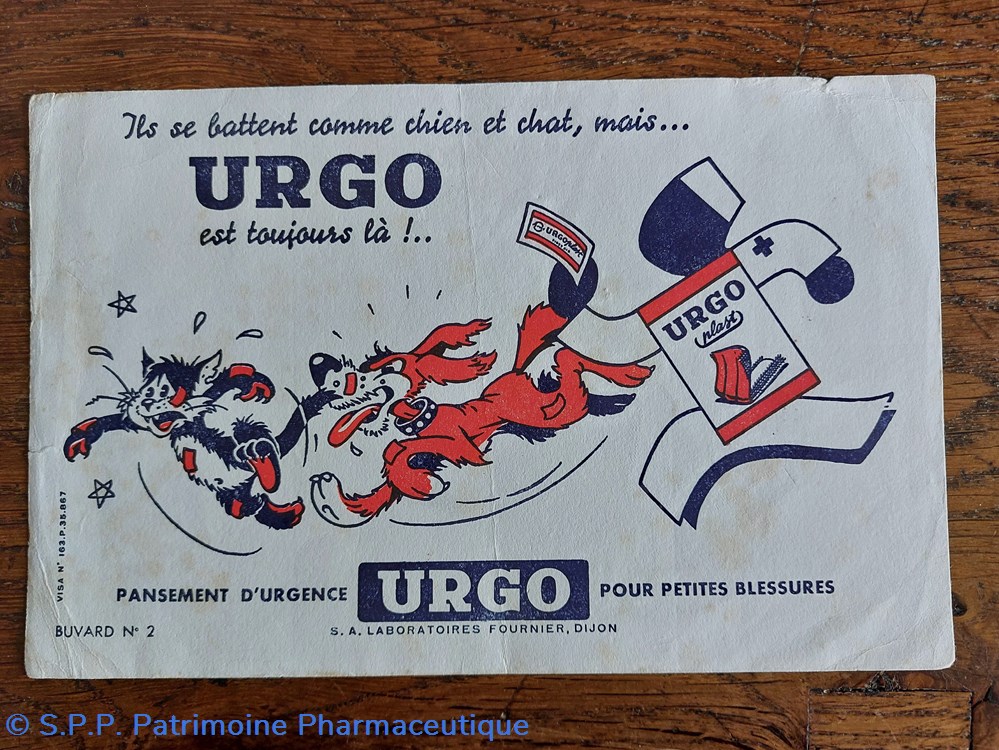 Ils se battent comme chien et chat, mais...
URGO
est toujours là !..
URGOplast
URGO
plast
VISA N° 163.P.35.867
PANSEMENT D'URGENCE URGO POUR PETITES BLESSURES
BUVARD N° 2
S. A. LABORATOIRES FOURNIER, DIJON
© S.P.P. Patrimoine Pharmaceutique